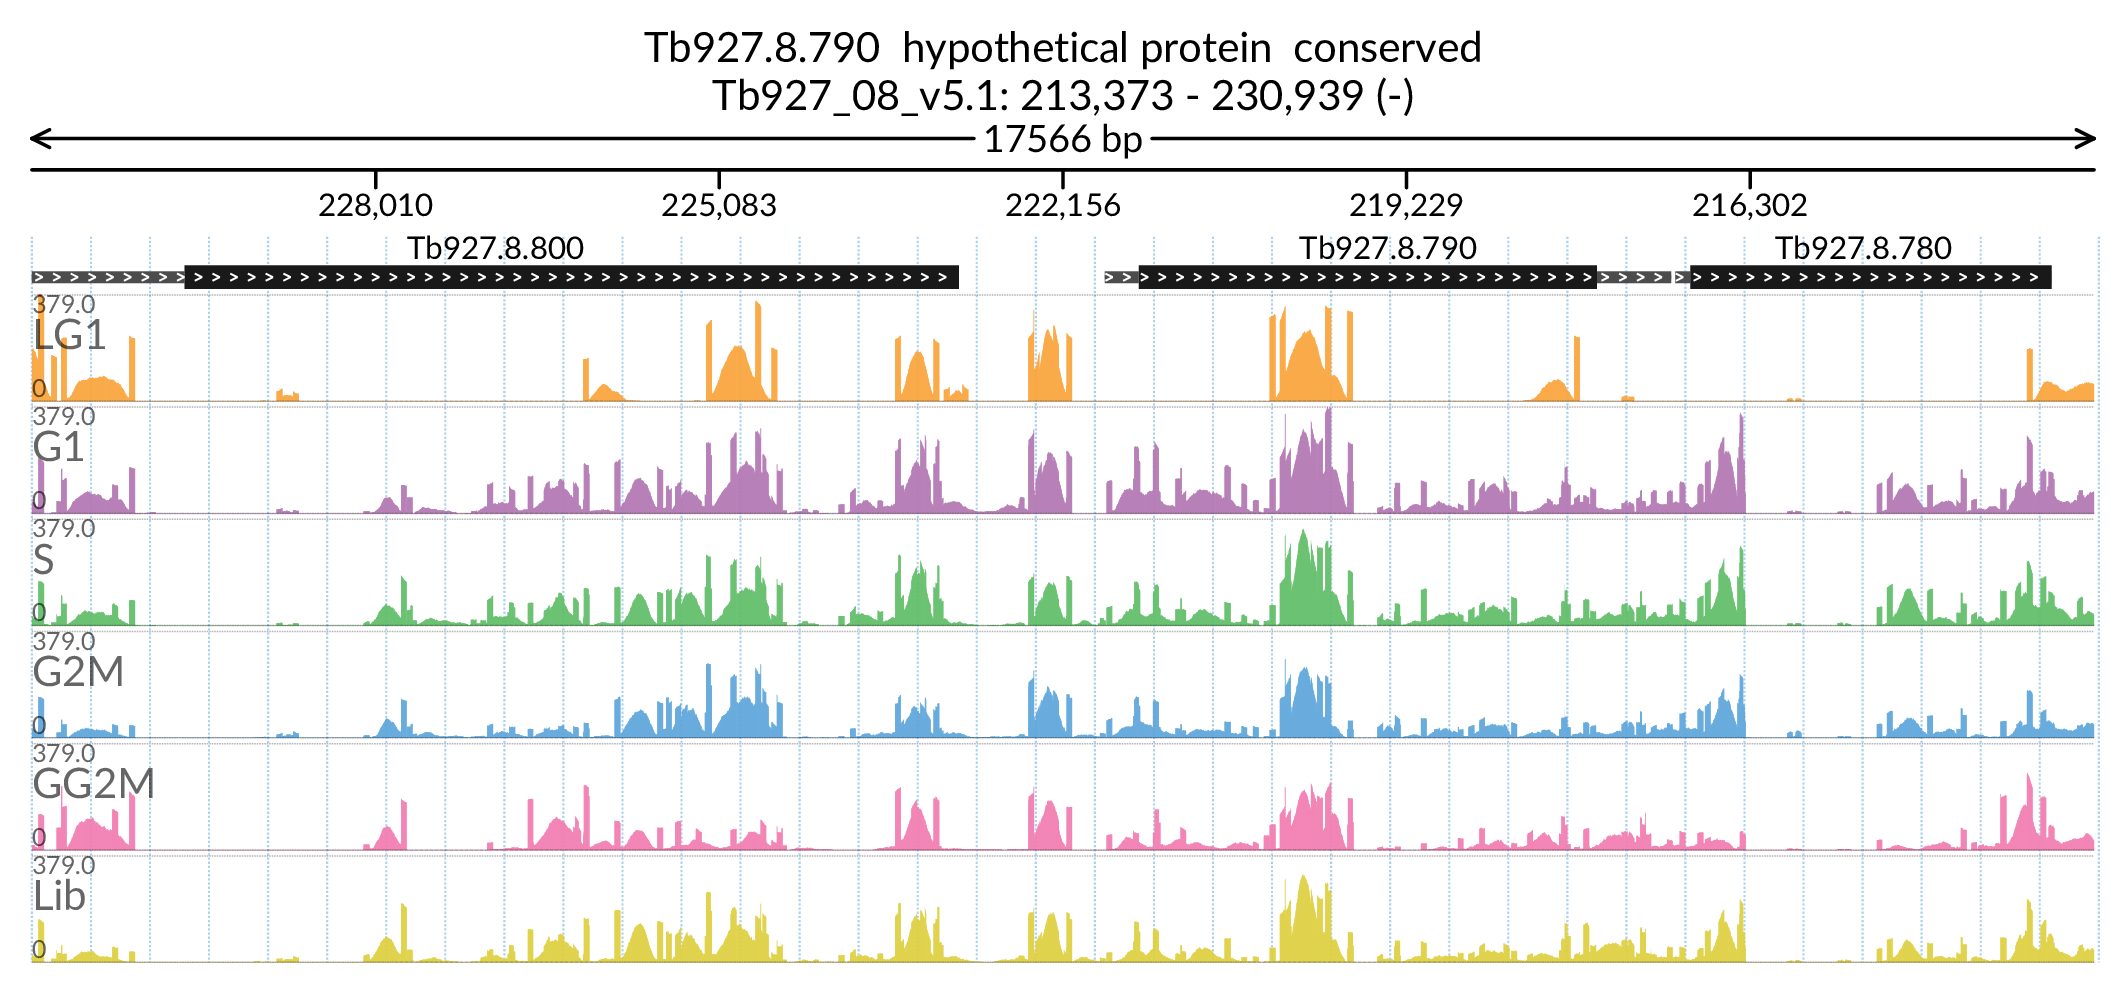 Tb927.8.790  hypothetical protein  conserved
Tb927_08_v5.1: 213,373 - 230,939 (-)
17566 bp
228,010 225,083 222,156 219,229 216,302
Tb927.8.800 Tb927.8.790 Tb927.8.780
379.0
LG1
0
379.0
G1
0
379.0
S
0
379.0
G2M
0
379.0
GG2M
0
379.0
Lib
0